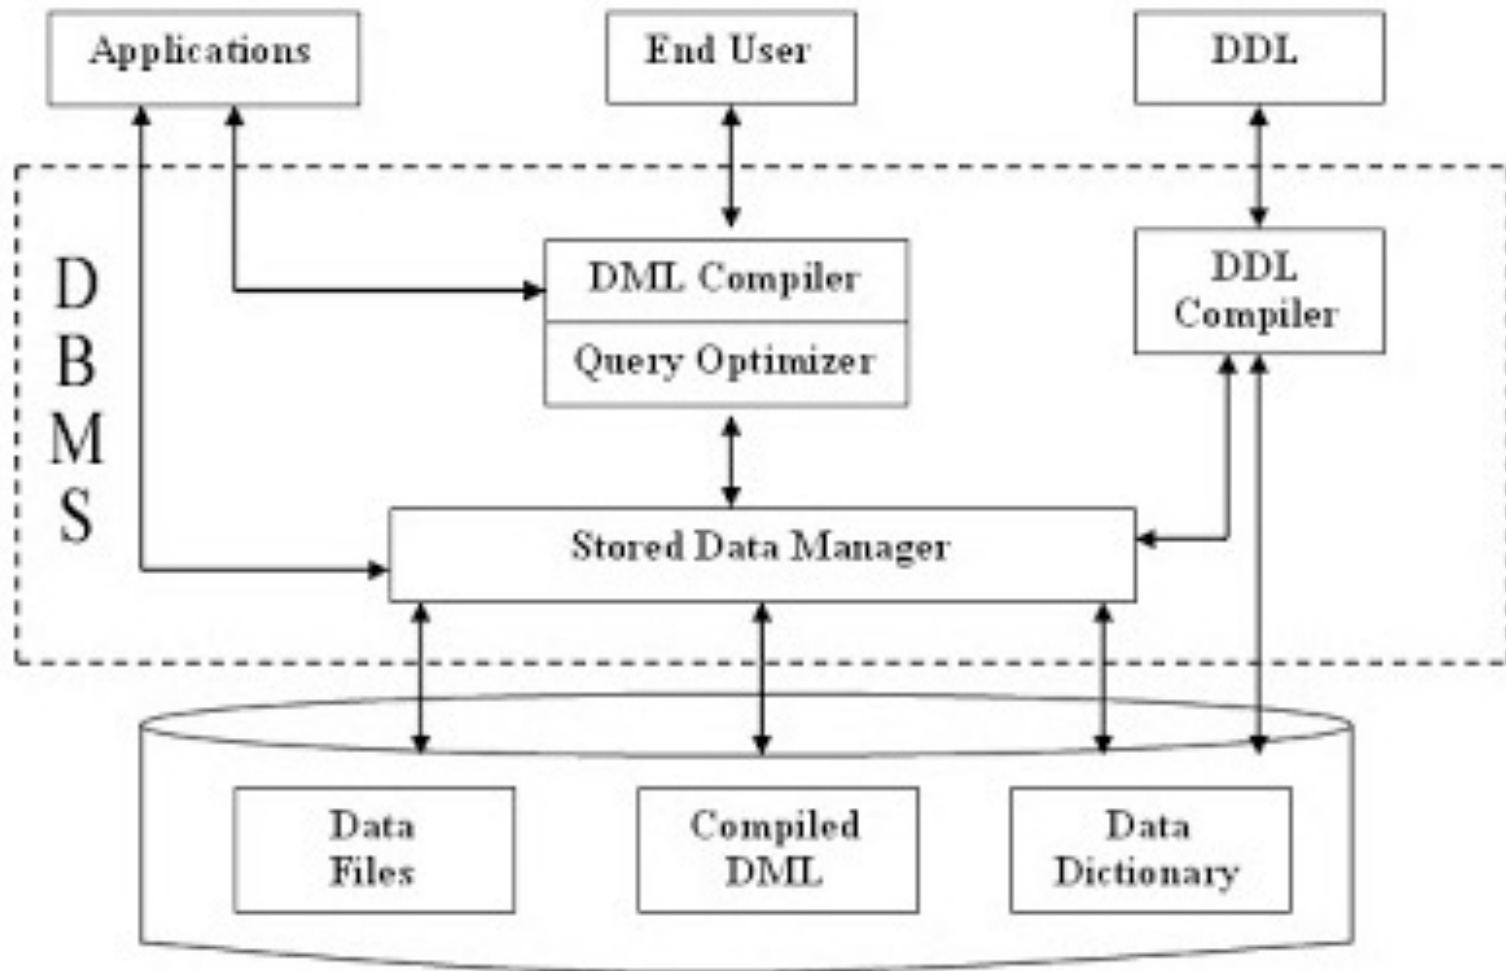 Applications
End User
DDL
D
B
M
S
DML Compiler
Query Optimizer
DDL
Compiler
Stored Data Manager
Data
Files
Compiled
DML
Data
Dictionary